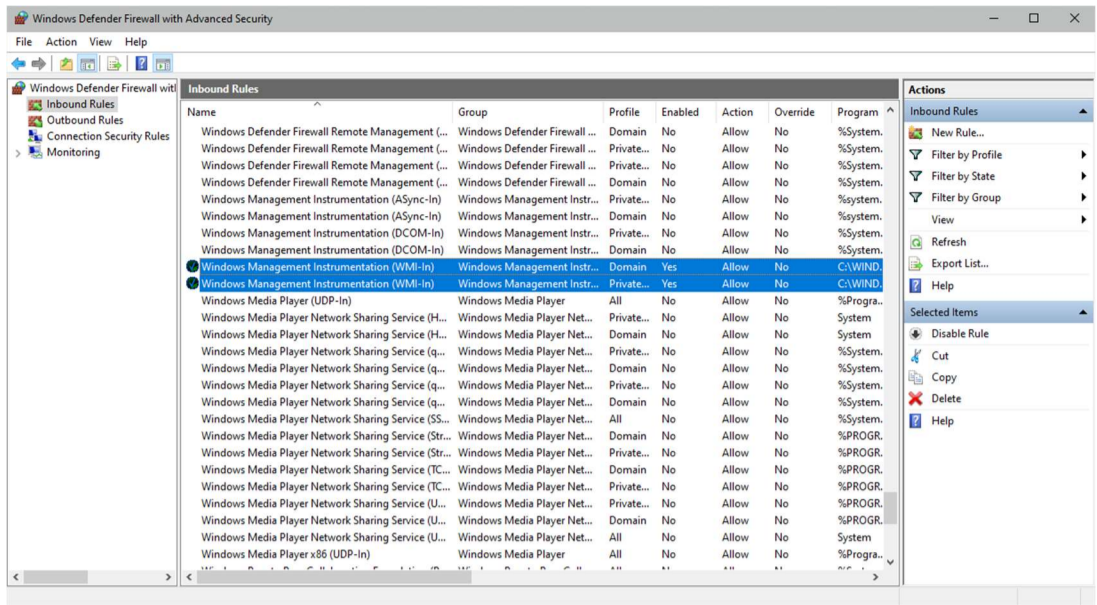 Windows Defender Firewall with Advanced Security
File Action View Help
Windows Defender Firewall witl
Inbound Rules
Outbound Rules
Connection Security Rules
Monitoring
Inbound Rules
Name Group Profile Enabled Action Override Program
Windows Defender Firewall Remote Management (... Windows Defender Firewall ... Domain No Allow No %System.
Windows Defender Firewall Remote Management (... Windows Defender Firewall ... Private... No Allow No %System.
Windows Defender Firewall Remote Management (... Windows Defender Firewall ... Private... No Allow No %System.
Windows Defender Firewall Remote Management (... Windows Defender Firewall ... Domain No Allow No %System.
Windows Management Instrumentation (ASync-In) Windows Management Instr... Private... No Allow No %system.
Windows Management Instrumentation (ASync-In) Windows Management Instr... Domain No Allow No %system.
Windows Management Instrumentation (DCOM-In) Windows Management Instr... Private... No Allow No %System.
Windows Management Instrumentation (DCOM-In) Windows Management Instr... Domain No Allow No %System.
Windows Management Instrumentation (WMI-In) Windows Management Instr... Domain Yes Allow No C:\WIND.
Windows Management Instrumentation (WMI-In) Windows Management Instr... Private... Yes Allow No C:\WIND.
Windows Media Player (UDP-In) Windows Media Player All No Allow No %Progra...
Windows Media Player Network Sharing Service (H... Windows Media Player Net... Private... No Allow No System
Windows Media Player Network Sharing Service (H... Windows Media Player Net... Domain No Allow No System
Windows Media Player Network Sharing Service (q... Windows Media Player Net... Private... No Allow No %System.
Windows Media Player Network Sharing Service (q... Windows Media Player Net... Domain No Allow No %System.
Windows Media Player Network Sharing Service (q... Windows Media Player Net... Private... No Allow No %System.
Windows Media Player Network Sharing Service (q... Windows Media Player Net... Domain No Allow No %System.
Windows Media Player Network Sharing Service (SS... Windows Media Player Net... All No Allow No %System.
Windows Media Player Network Sharing Service (Str... Windows Media Player Net... Domain No Allow No %PROGR.
Windows Media Player Network Sharing Service (Str... Windows Media Player Net... Private... No Allow No %PROGR.
Windows Media Player Network Sharing Service (TC... Windows Media Player Net... Domain No Allow No %PROGR.
Windows Media Player Network Sharing Service (TC... Windows Media Player Net... Private... No Allow No %PROGR.
Windows Media Player Network Sharing Service (U... Windows Media Player Net... Private... No Allow No %PROGR.
Windows Media Player Network Sharing Service (U... Windows Media Player Net... Domain No Allow No %PROGR.
Windows Media Player Network Sharing Service (U... Windows Media Player Net... All No Allow No System
Windows Media Player x86 (UDP-In) Windows Media Player All No Allow No %Progra...
Actions
Inbound Rules
New Rule...
Filter by Profile
Filter by State
Filter by Group
View
Refresh
Export List...
Help
Selected Items
Disable Rule
Cut
Copy
Delete
Help